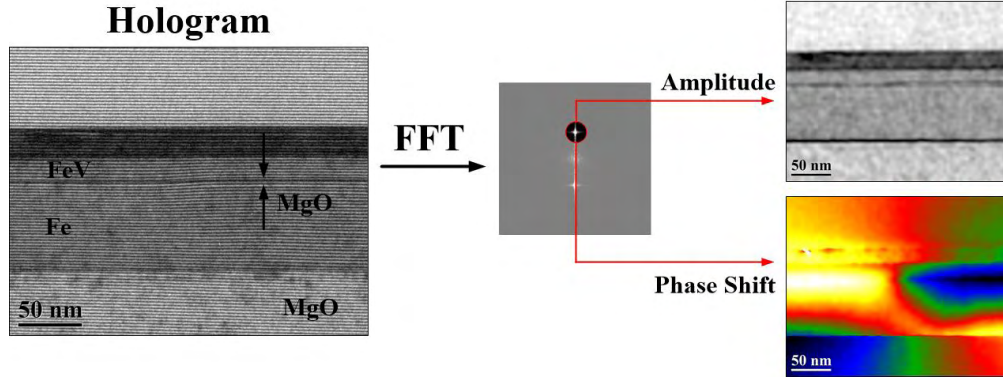 Hologram
FeV
MgO
Fe
MgO
50 nm
FFT
Amplitude
Phase Shift
50 nm
50 nm